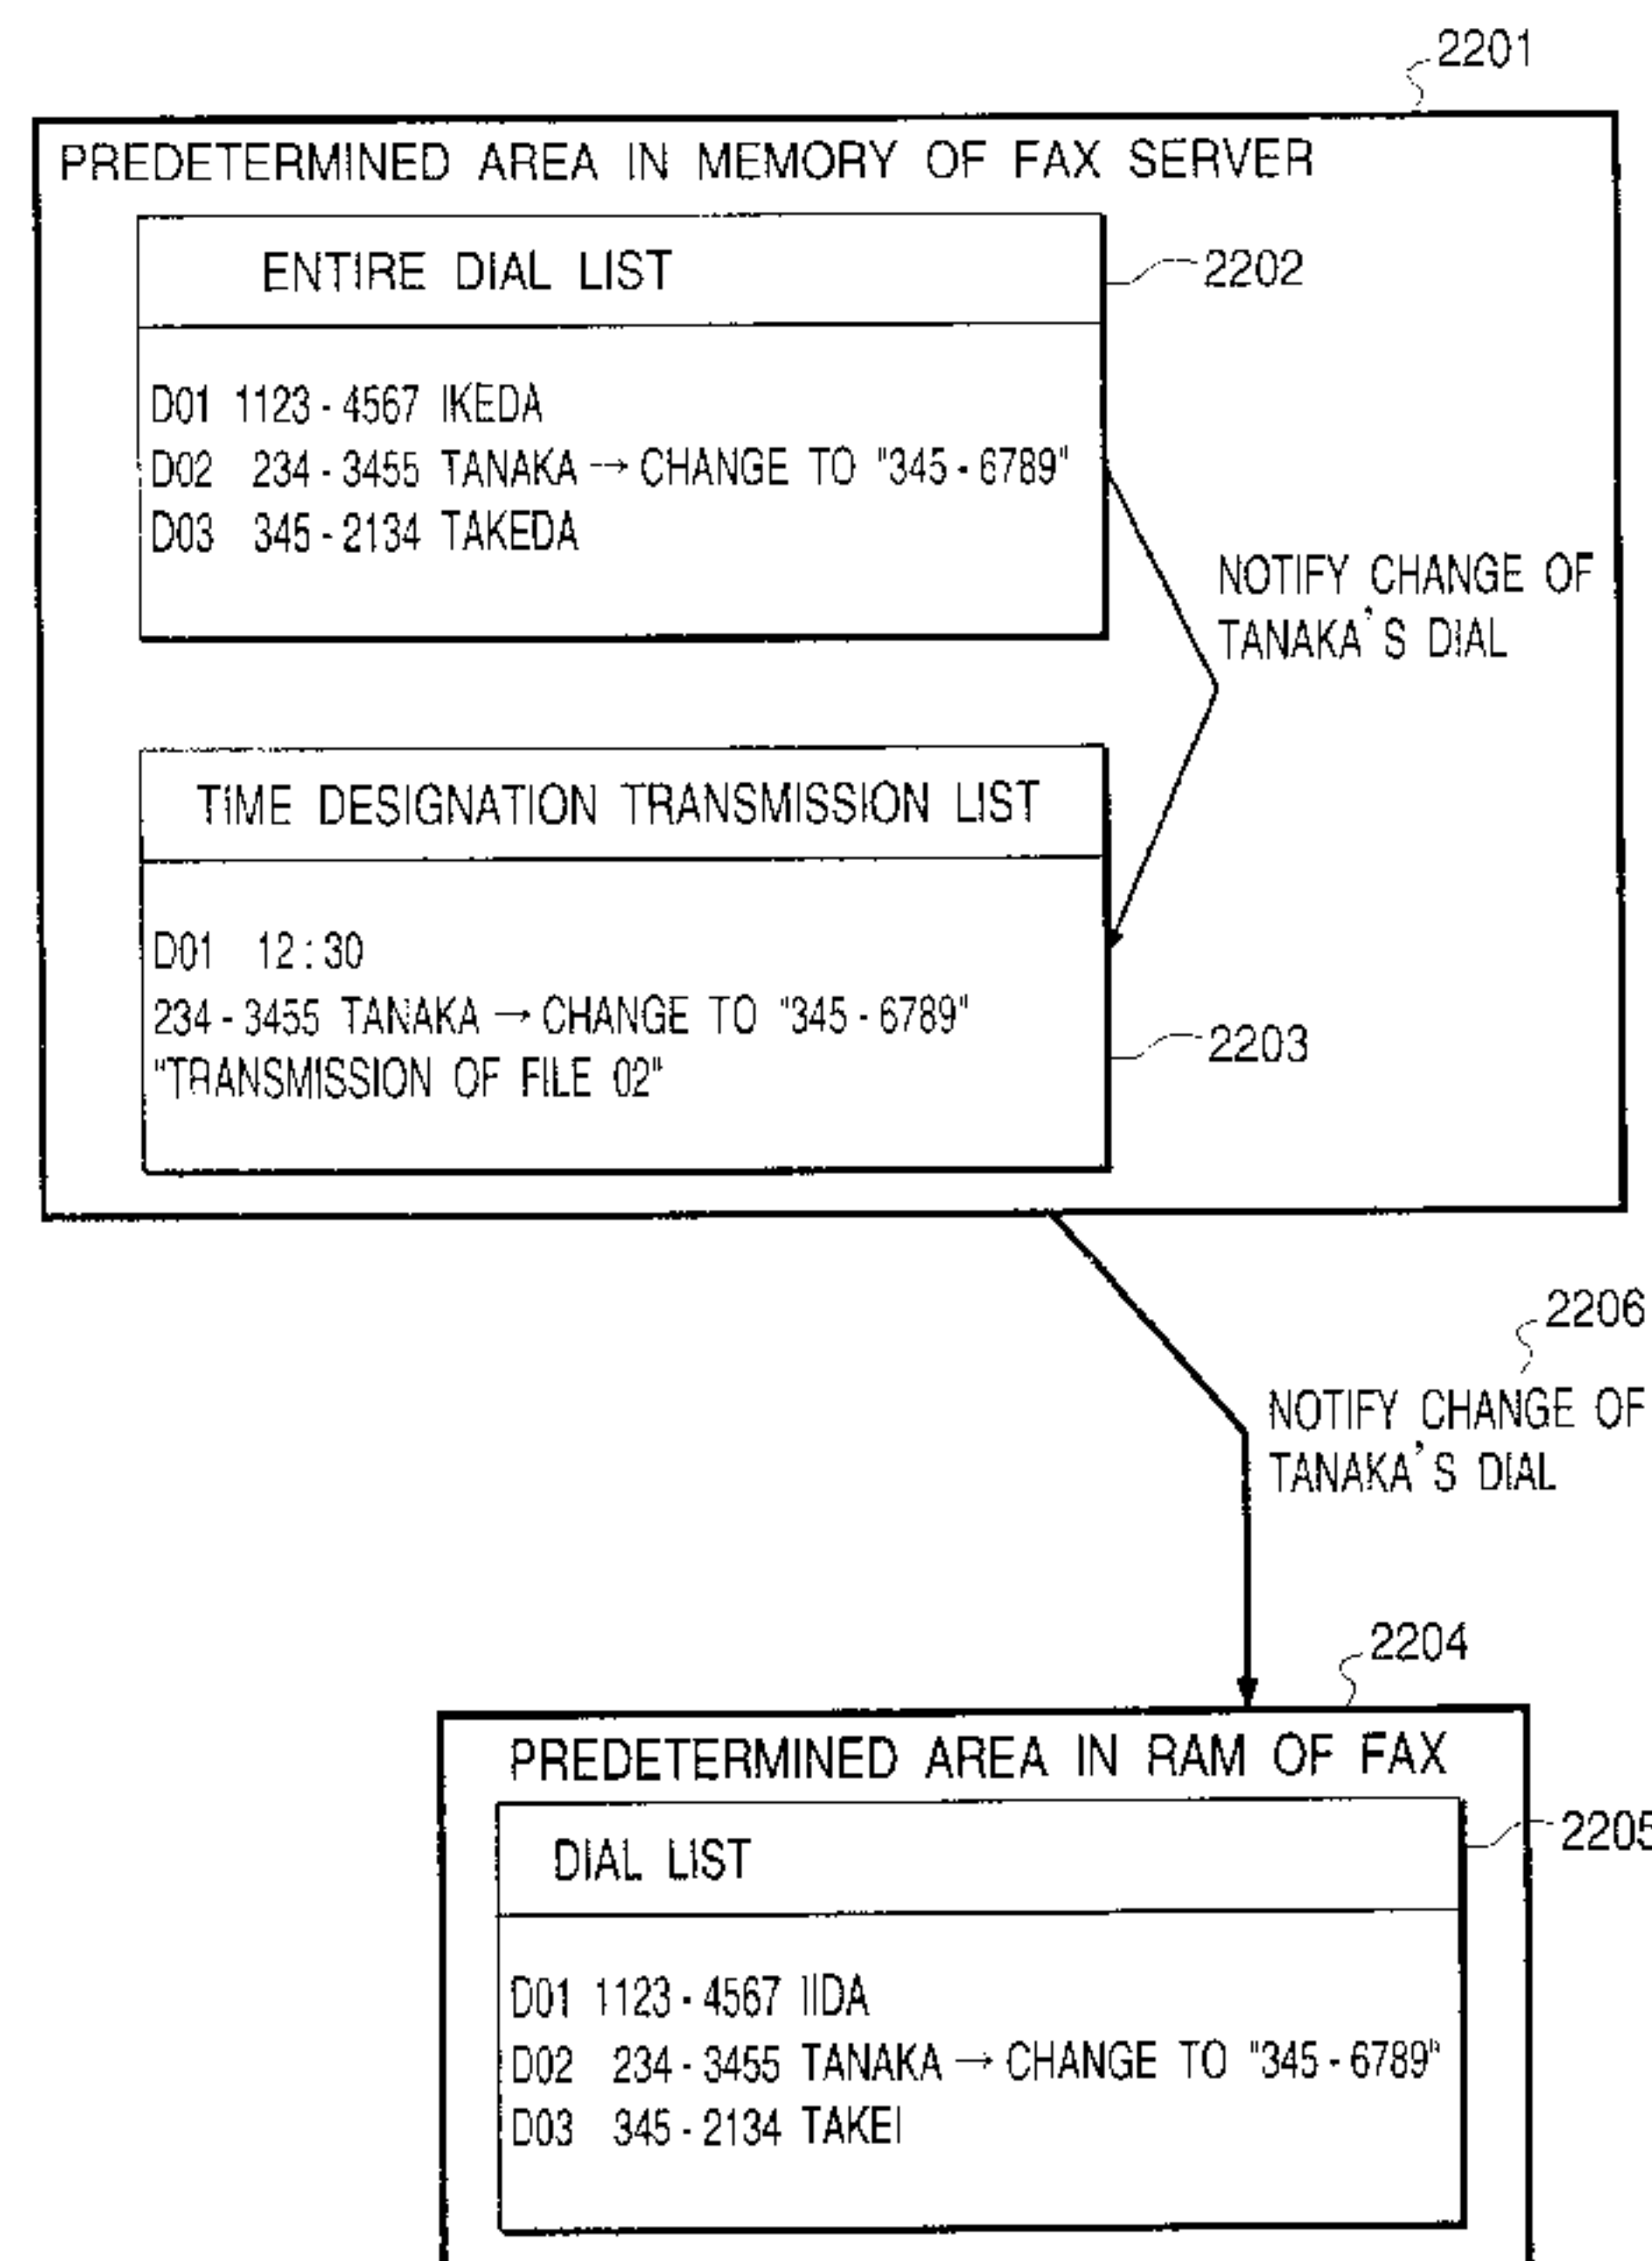 2201
PREDETERMINED AREA IN MEMORY OF FAX SERVER
ENTIRE DIAL LIST
2202
D01 1123-4567 IKEDA
D02 234-3455 TANAKA → CHANGE TO "345-6789"
D03 345-2134 TAKEDA
NOTIFY CHANGE OF
TANAKA'S DIAL
TIME DESIGNATION TRANSMISSION LIST
D01 12:30
234-3455 TANAKA → CHANGE TO "345-6789"
"TRANSMISSION OF FILE 02"
2203
2206
NOTIFY CHANGE OF
TANAKA'S DIAL
2204
PREDETERMINED AREA IN RAM OF FAX
DIAL LIST
2205
D01 1123-4567 IIDA
D02 234-3455 TANAKA → CHANGE TO "345-6789"
D03 345-2134 TAKEI